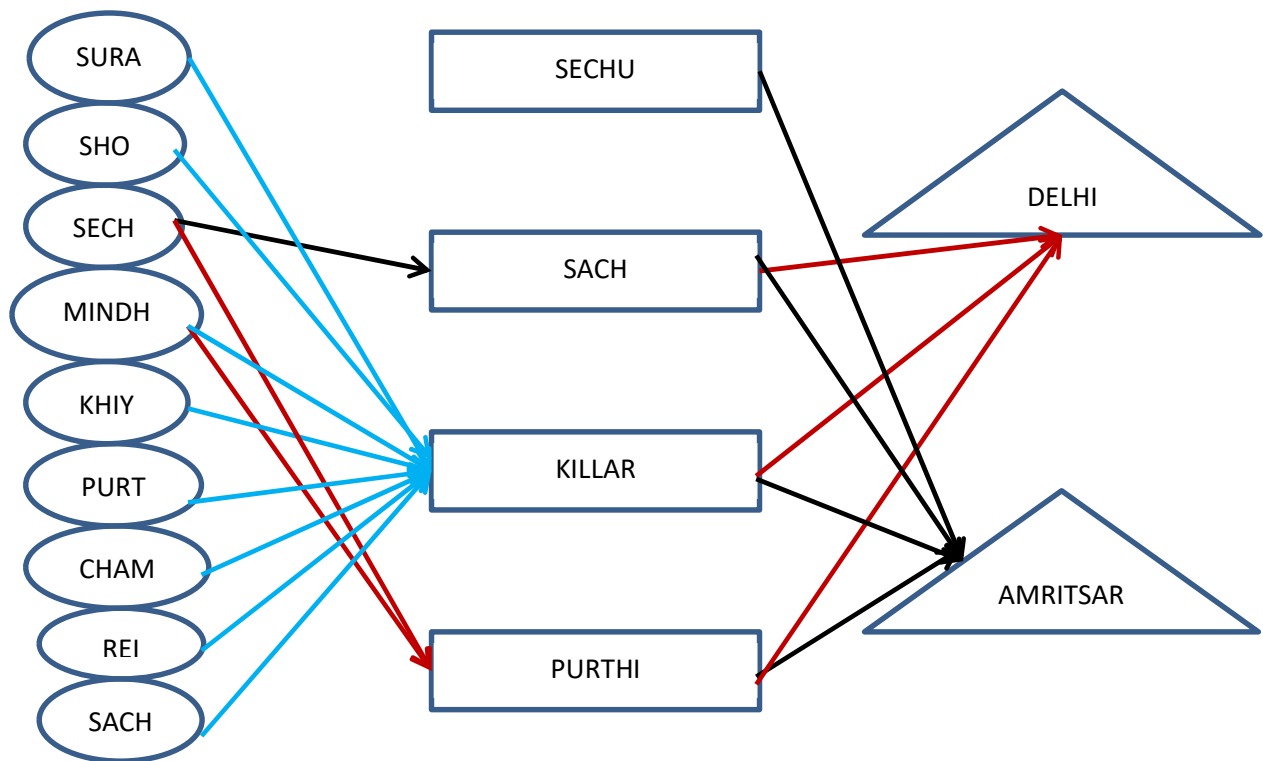 SURA
SHO
SECH
MINDH
KHIY
PURT
CHAM
REI
SACH
SECHU
SACH
KILLAR
PURTHI
DELHI
AMRITSAR